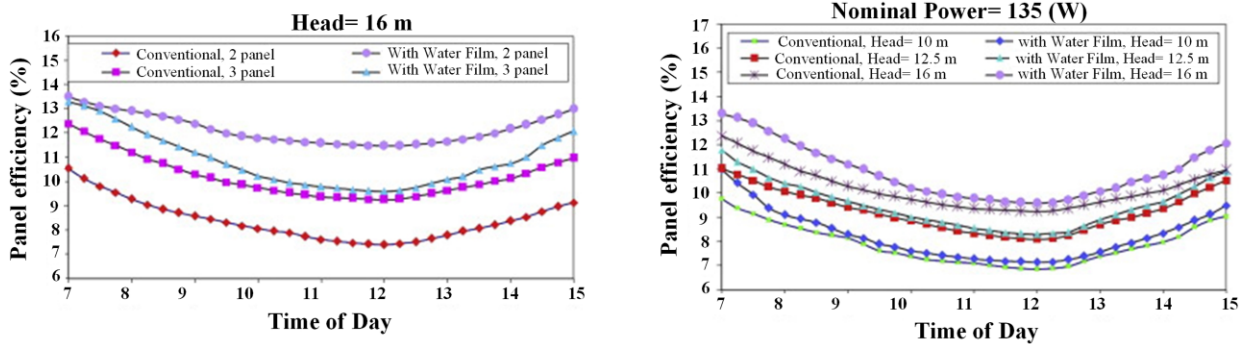 Head= 16 m
Panel efficiency (%)
16
15
14
13
12
11
10
9
8
7
6
Conventional, 2 panel
With Water Film, 2 panel
Conventional, 3 panel
With Water Film, 3 panel
7 8 9 10 11 12 13 14 15
Time of Day
Nominal Power= 135 (W)
Panel efficiency (%)
17
16
15
14
13
12
11
10
9
8
7
6
Conventional, Head= 10 m
with Water Film, Head= 10 m
Conventional, Head= 12.5 m
with Water Film, Head= 12.5 m
Conventional, Head= 16 m
with Water Film, Head= 16 m
7 8 9 10 11 12 13 14 15
Time of Day